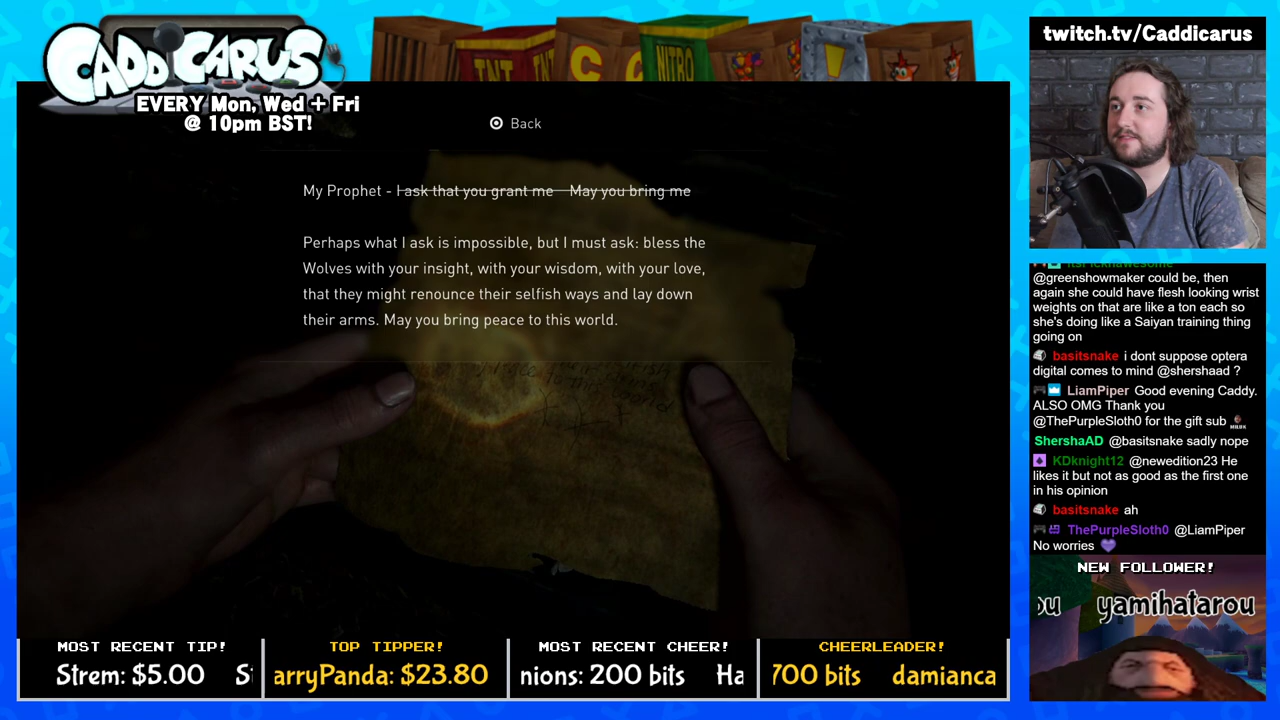 CADDICARUS
EVERY Mon, Wed + Fri
@ 10pm BST!
TNT
TNT
C
NITRO
Back
My Prophet - I ask that you grant me May you bring me
Perhaps what I ask is impossible, but I must ask: bless the
Wolves with your insight, with your wisdom, with your love,
that they might renounce their selfish ways and lay down
their arms. May you bring peace to this world.
MOST RECENT TIP!
Strem: $5.00
TOP TIPPER!
arryPanda: $23.80
MOST RECENT CHEER!
nions: 200 bits Ha
CHEERLEADER!
700 bits damianca
twitch.tv/Caddicarus
@greenshowmaker could be, then
again she could have flesh looking wrist
weights on that are like a ton each so
she's doing like a Saiyan training thing
going on
basitsnake i dont suppose optera
digital comes to mind @shershaad ?
LiamPiper Good evening Caddy.
ALSO OMG Thank you
@ThePurpleSloth0 for the gift sub
ShershaAD @basitsnake sadly nope
KDknight12 @newedition23 He
likes it but not as good as the first one
in his opinion
basitsnake ah
ThePurpleSloth0 @LiamPiper
No worries
NEW FOLLOWER!
ou yamihatarou